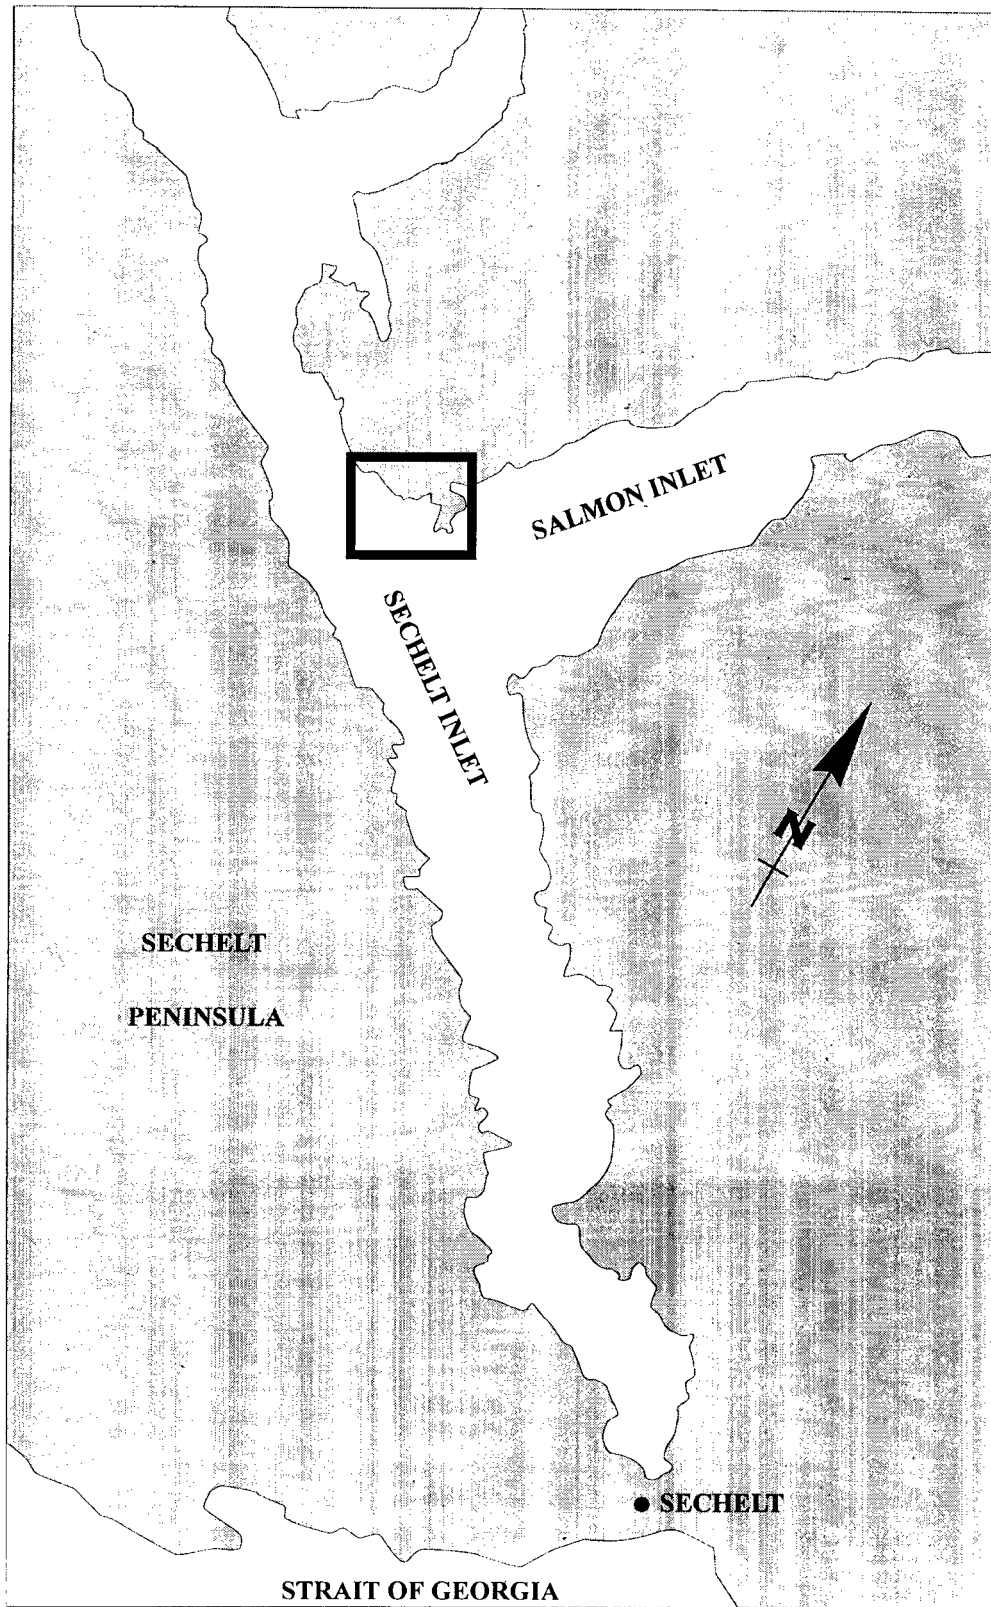 SALMON INLET
SECHELT INLET
N
SECHELT
PENINSULA
SECHELT
STRAIT OF GEORGIA